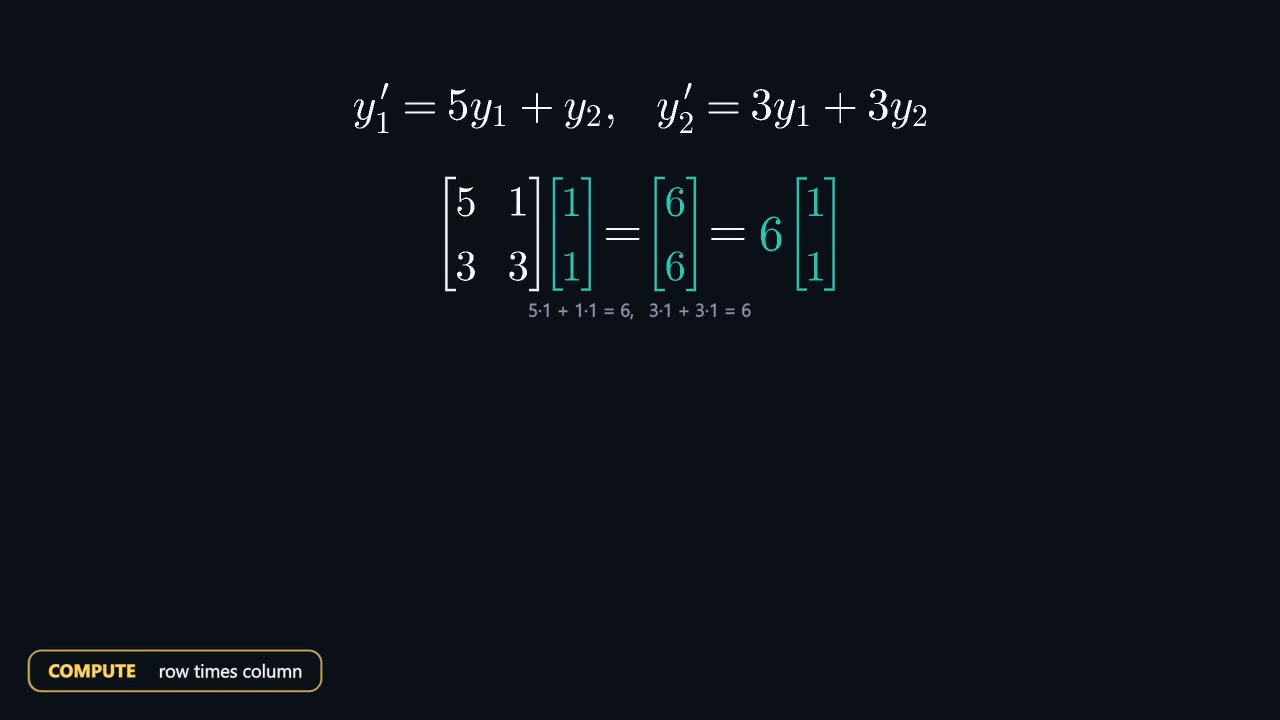 y₁′ = 5y₁ + y₂,   y₂′ = 3y₁ + 3y₂
[5 1; 3 3] [1; 1] = [6; 6] = 6 [1; 1]
5·1 + 1·1 = 6,   3·1 + 3·1 = 6
COMPUTE   row times column